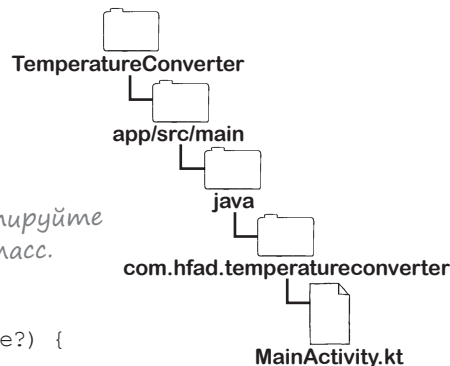 TemperatureConverter
app/src/main
java
com.hfad.temperatureconverter
e?) {
MainActivity.kt